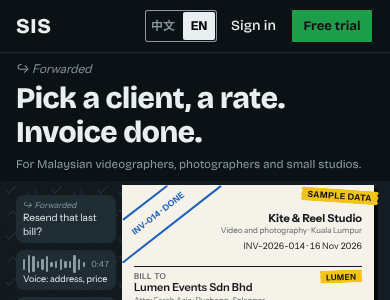 SIS 中文 EN Sign in Free trial
↪ Forwarded
Pick a client, a rate.
Invoice done.
For Malaysian videographers, photographers and small studios.
↪ Forwarded
Resend that last
bill?
0:47
Voice: address, price
INV-014 · DONE
SAMPLE DATA
Kite & Reel Studio
Video and photography · Kuala Lumpur
INV-2026-014 · 16 Nov 2026
BILL TO
LUMEN
Lumen Events Sdn Bhd